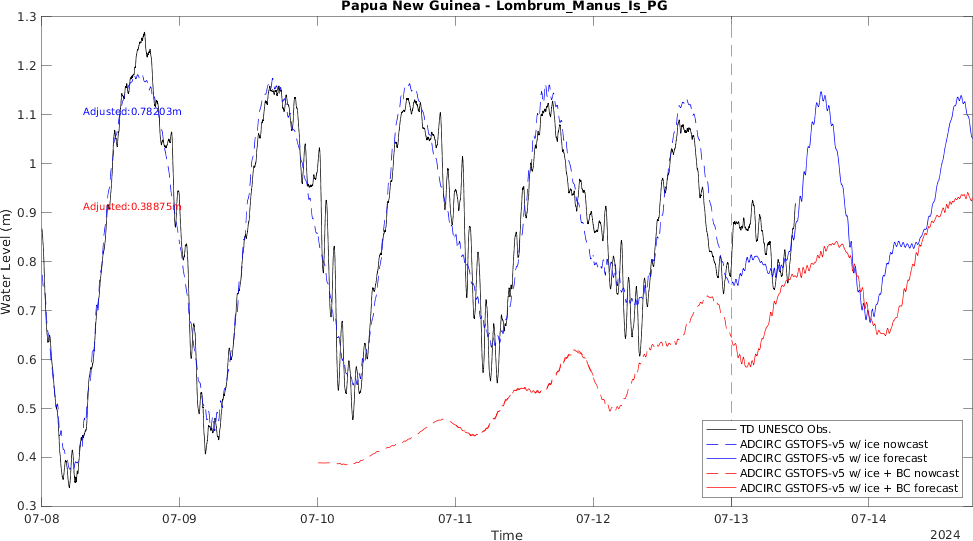 Papua New Guinea - Lombrum_Manus_Is_PG
1.3
1.2
1.1
1
0.9
0.8
0.7
0.6
0.5
0.4
0.3
Water Level (m)
Adjusted:0.78203m
Adjusted:0.38875m
TD UNESCO Obs.
ADCIRC GSTOFS-v5 w/ ice nowcast
ADCIRC GSTOFS-v5 w/ ice forecast
ADCIRC GSTOFS-v5 w/ ice + BC nowcast
ADCIRC GSTOFS-v5 w/ ice + BC forecast
07-08 07-09 07-10 07-11 07-12 07-13 07-14
Time
2024